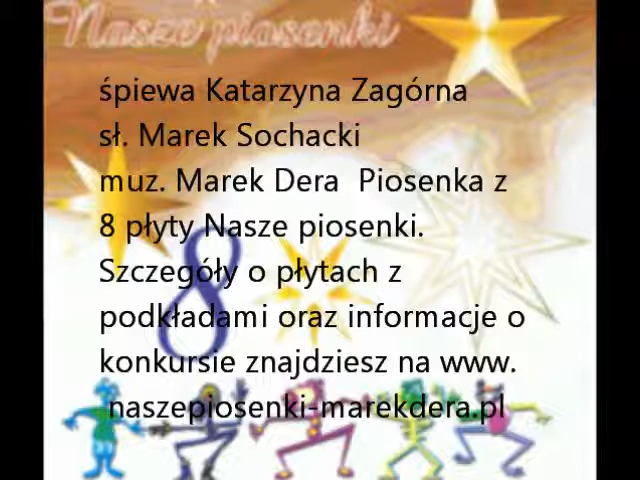 Nasze piosenki
śpiewa Katarzyna Zagórna
sł. Marek Sochacki
muz. Marek Dera  Piosenka z
8 płyty Nasze piosenki.
8
Szczegóły o płytach z
podkładami oraz informacje o
konkursie znajdziesz na www.
naszepiosenki-marekdera.pl